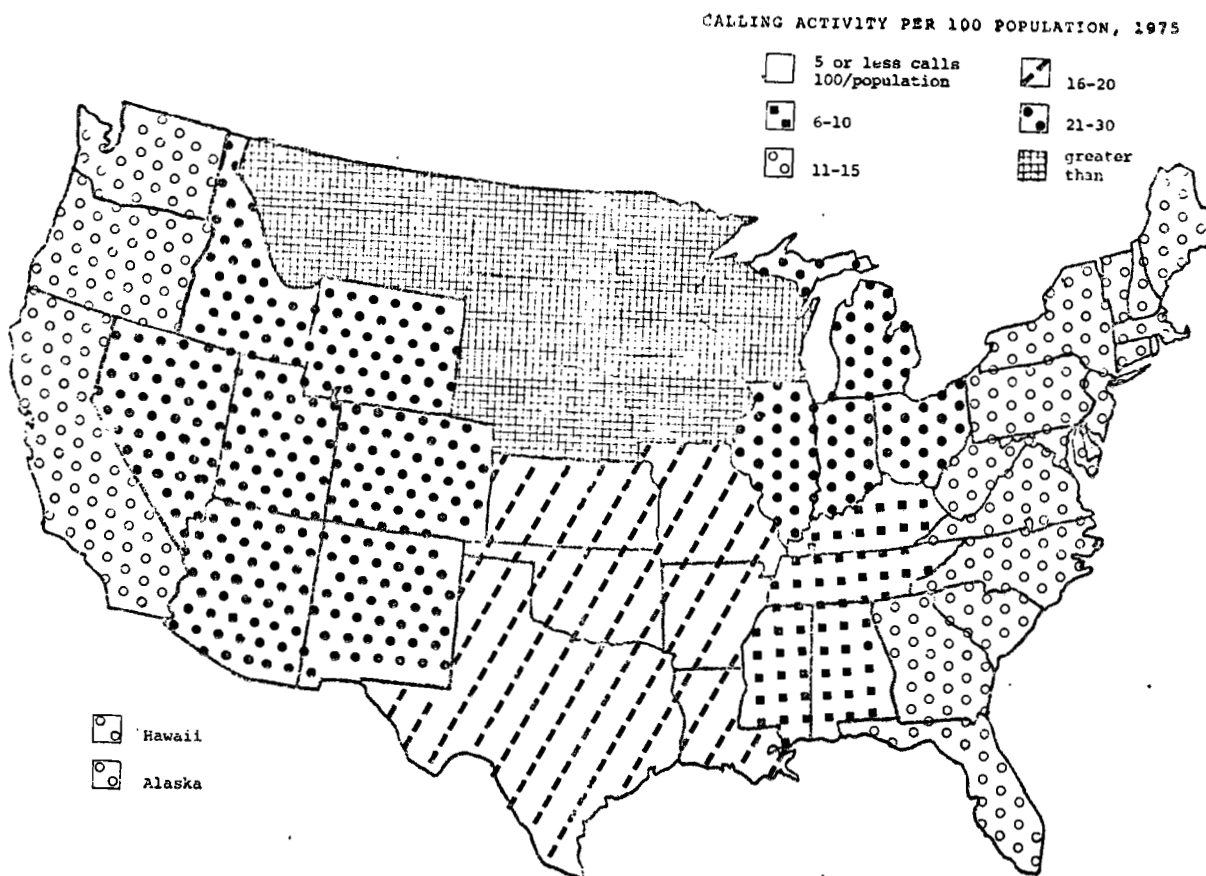 CALLING ACTIVITY PER 100 POPULATION, 1975
5 or less calls
100/population
6-10
11-15
16-20
21-30
greater
than
Hawaii
Alaska